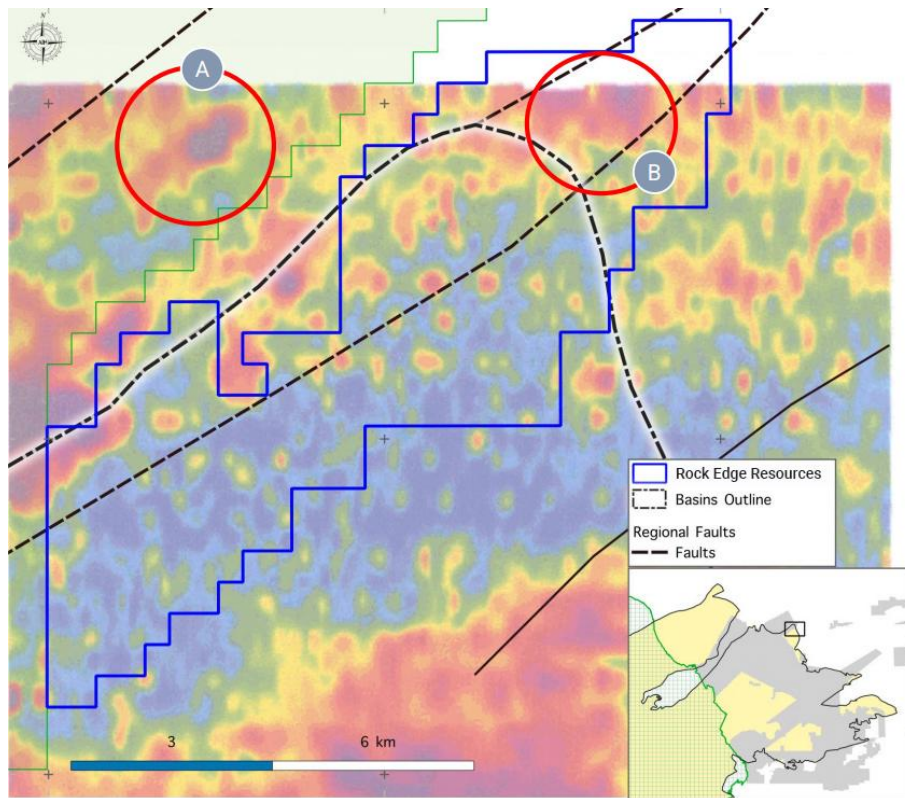 N
A
B
Rock Edge Resources
Basins Outline
Regional Faults
Faults
3
6 km